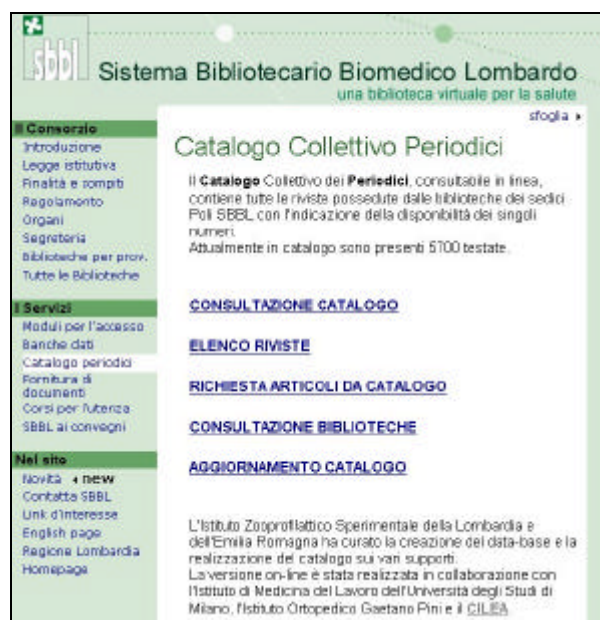 sbbl
Sistema Bibliotecario Biomedico Lombardo
una biblioteca virtuale per la salute
sfoglia
Il Consorzio
Introduzione
Legge istitutiva
Finalità e compiti
Regolamento
Organi
Segreteria
Biblioteche per prov.
Tutte le Biblioteche
I Servizi
Moduli per l'accesso
Banche dati
Catalogo periodici
Fornitura di
documenti
Corsi per l'utenza
SBBL ai convegni
Nel sito
Novità new
Contatta SBBL
Link d'interesse
English page
Regione Lombardia
Homepage
Catalogo Collettivo Periodici
Il Catalogo Collettivo dei Periodici, consultabile in linea,
contiene tutte le riviste possedute dalle biblioteche dei sedici
Poli SBBL con l'indicazione della disponibilità dei singoli
numeri.
Attualmente in catalogo sono presenti 5700 testate.
CONSULTAZIONE CATALOGO
ELENCO RIVISTE
RICHIESTA ARTICOLI DA CATALOGO
CONSULTAZIONE BIBLIOTECHE
AGGIORNAMENTO CATALOGO
L'Istituto Zooprofilattico Sperimentale della Lombardia e
dell'Emilia Romagna ha curato la creazione del data-base e la
realizzazione del catalogo sui vari supporti.
La versione on-line è stata realizzata in collaborazione con
l'Istituto di Medicina del Lavoro dell'Università degli Studi di
Milano, l'Istituto Ortopedico Gaetano Pini e il CILEA